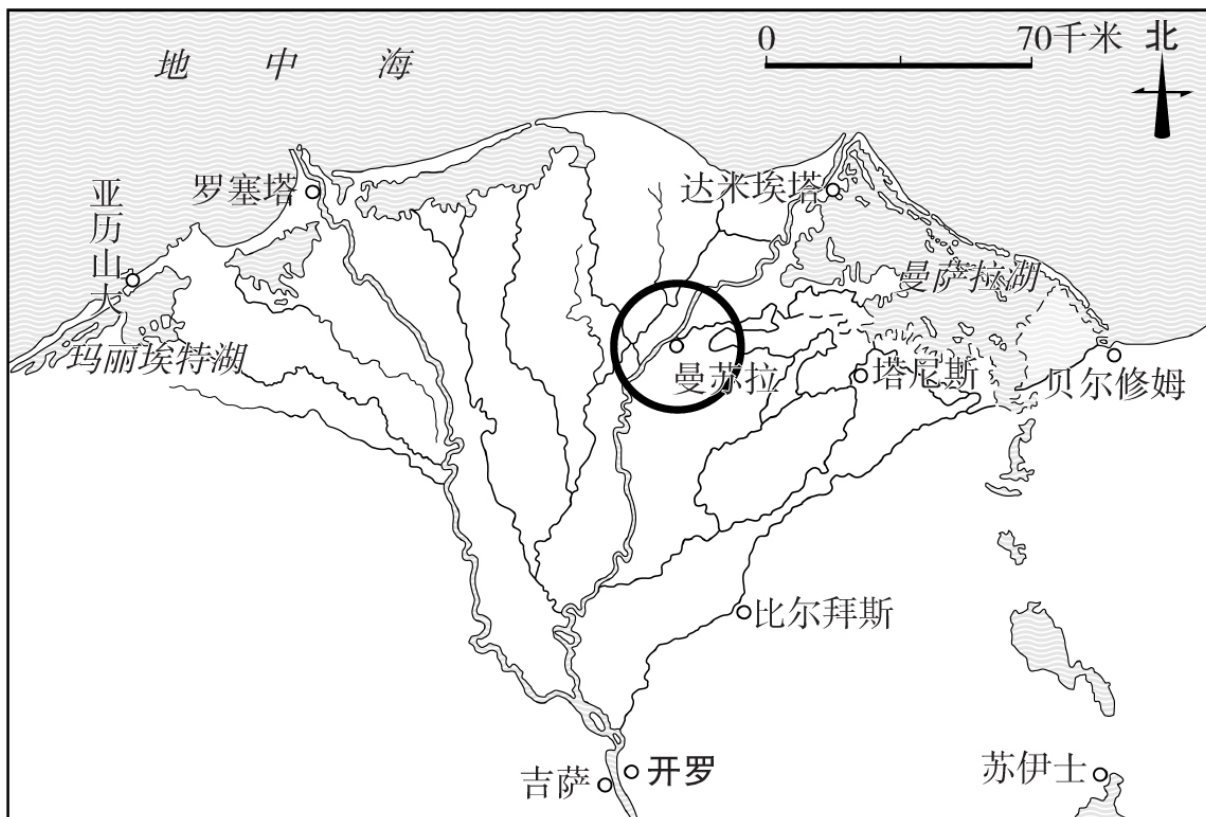 0
70千米
北
地中海
罗塞塔
达米埃塔
亚历山大
曼萨拉湖
玛丽埃特湖
曼苏拉
塔尼斯
贝尔修姆
比尔拜斯
吉萨
开罗
苏伊士